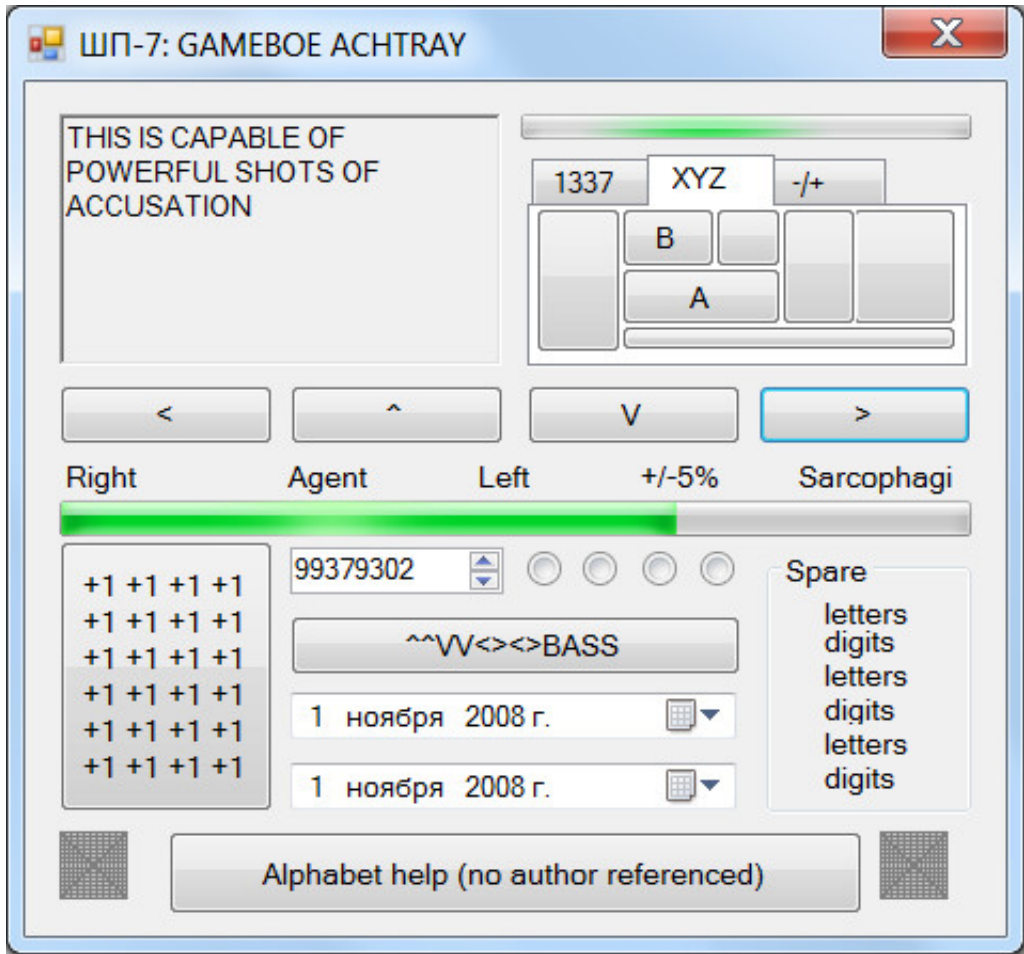 ШП-7: GAMEBOE ACHTRAY
THIS IS CAPABLE OF
POWERFUL SHOTS OF
ACCUSATION
1337 XYZ -/+
B
A
< ^ V >
Right Agent Left +/-5% Sarcophagi
+1 +1 +1 +1
+1 +1 +1 +1
+1 +1 +1 +1
+1 +1 +1 +1
+1 +1 +1 +1
+1 +1 +1 +1
99379302
^^VV<><>BASS
1 ноября 2008 г.
1 ноября 2008 г.
Spare
letters
digits
letters
digits
letters
digits
Alphabet help (no author referenced)